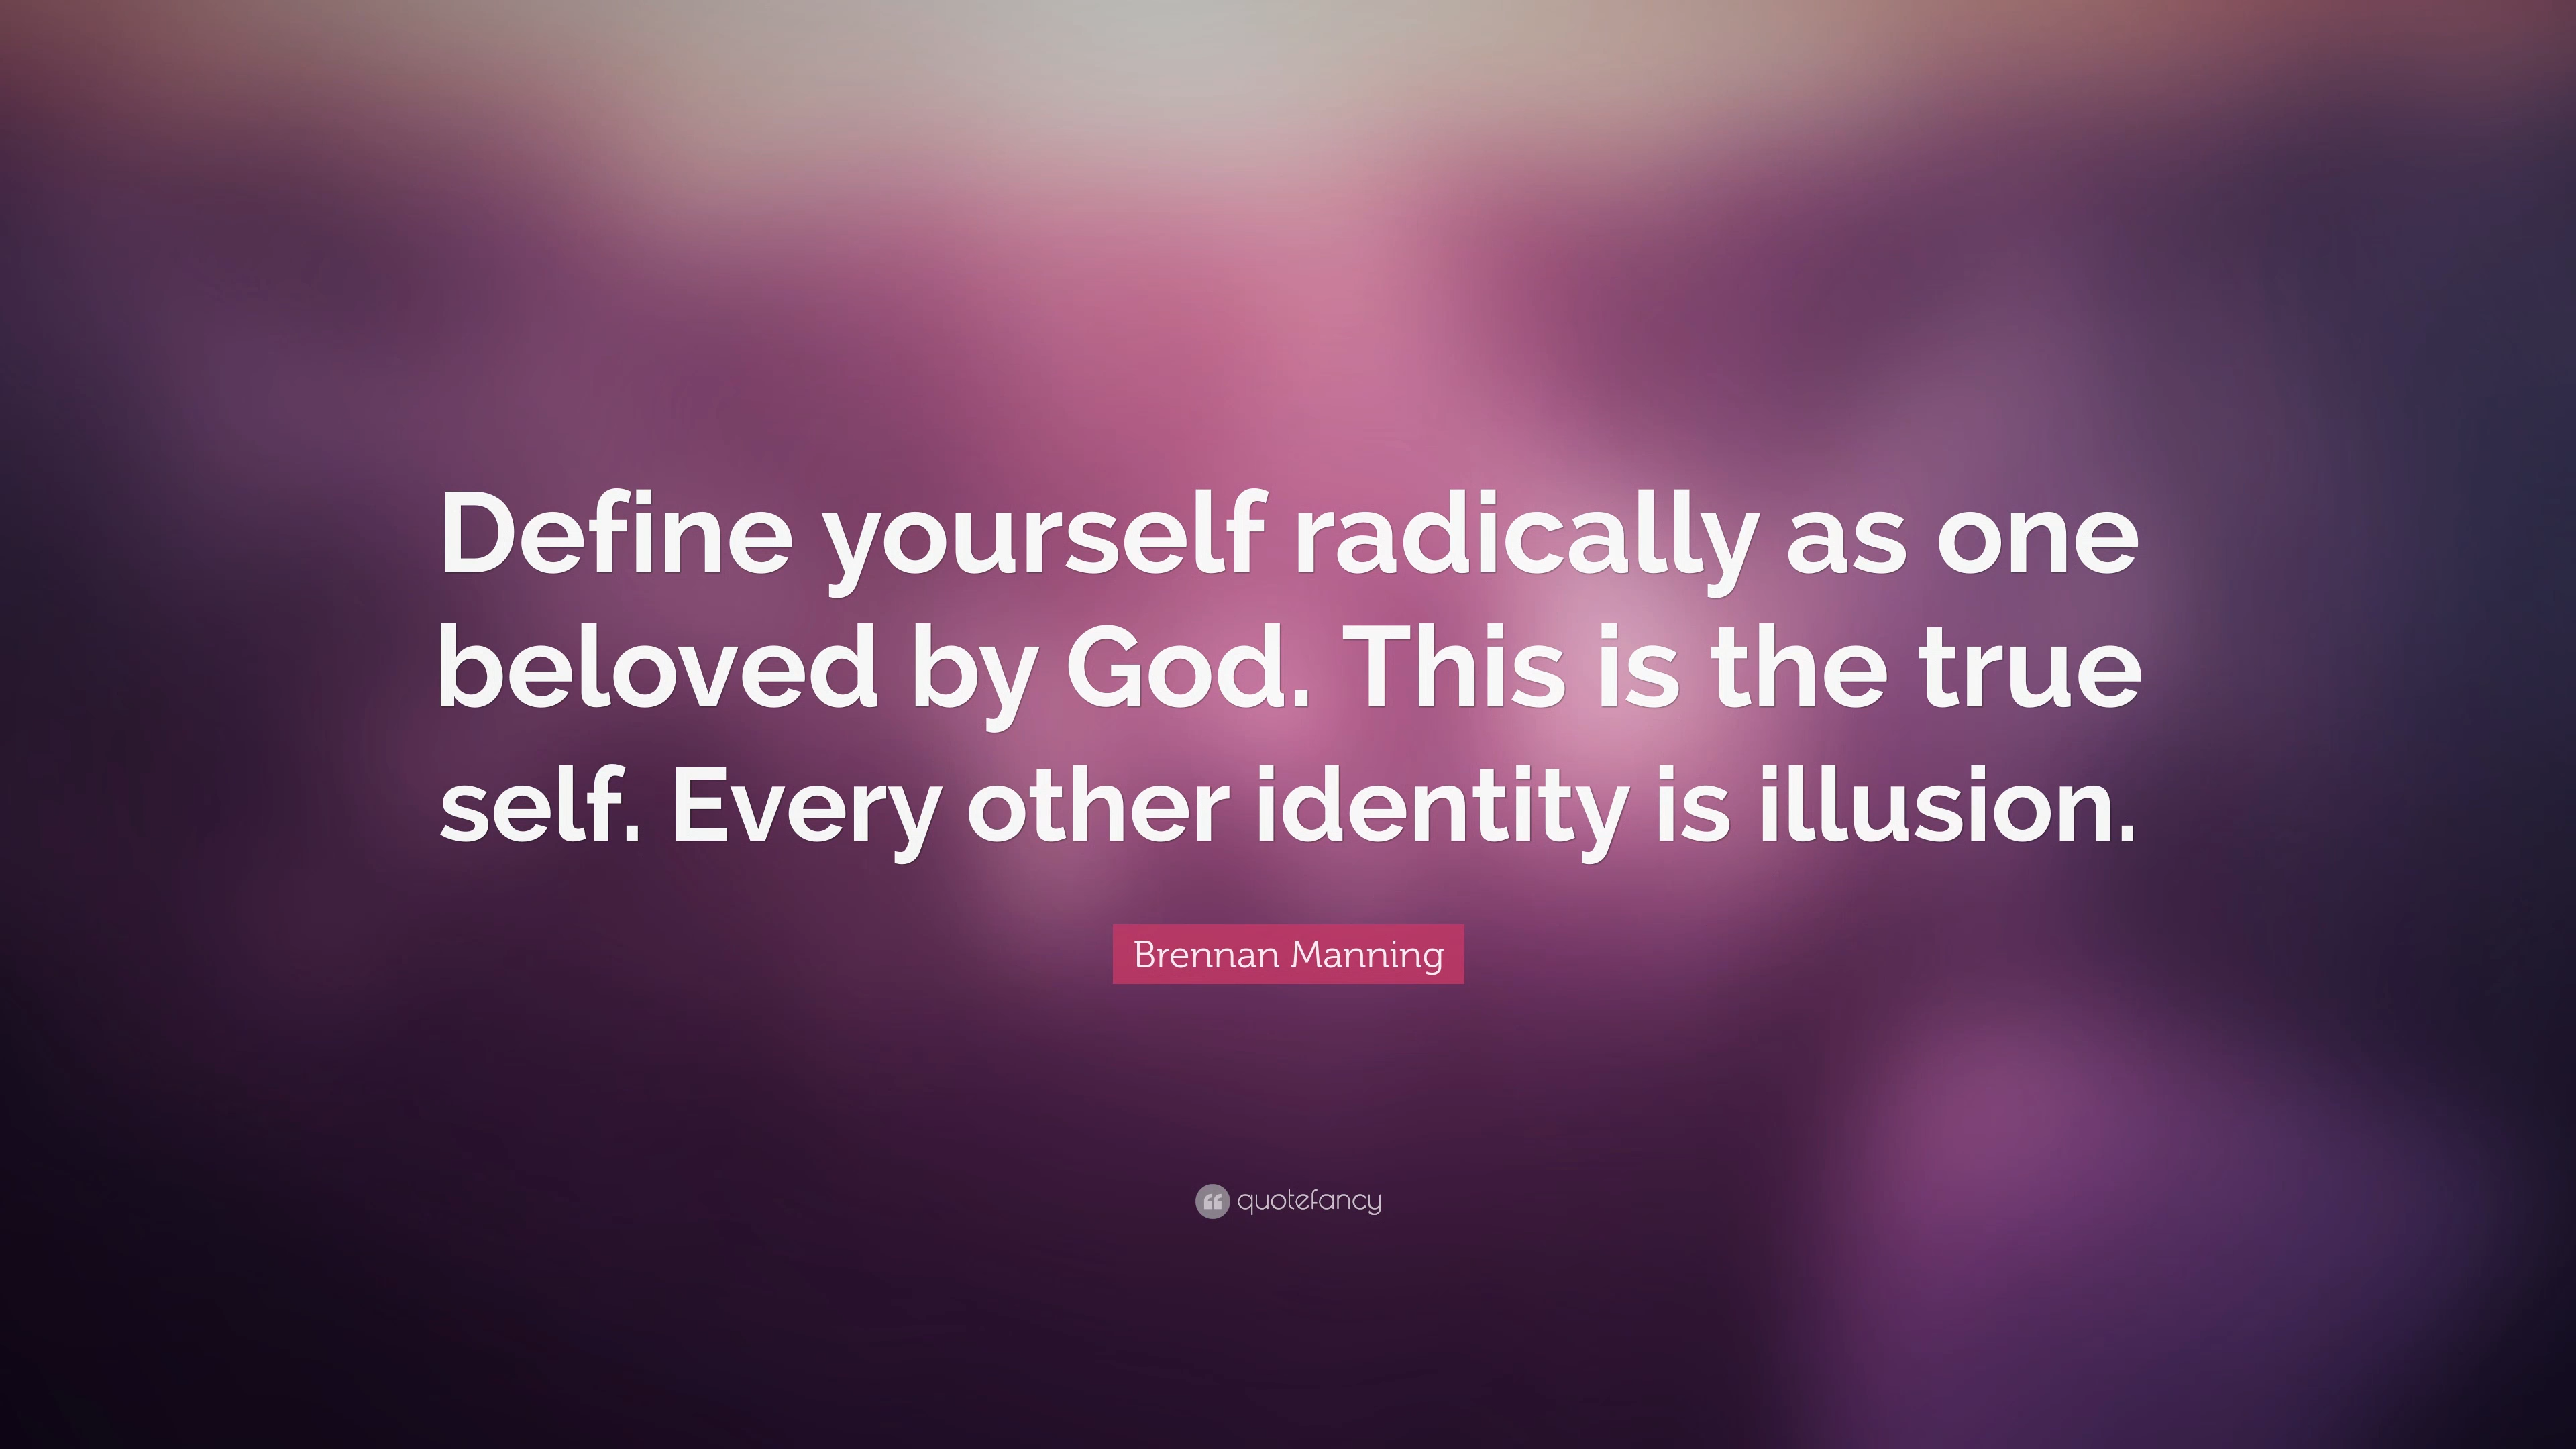 Define yourself radically as one
beloved by God. This is the true
self. Every other identity is illusion.
Brennan Manning
quotefancy